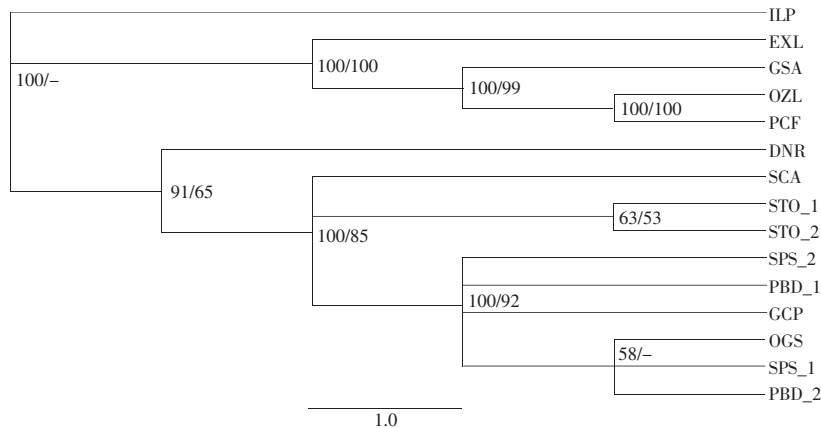 ILP
EXL
100/100
GSA
100/–
100/99
OZL
100/100
PCF
DNR
91/65
SCA
STO_1
63/53
100/85
STO_2
SPS_2
PBD_1
100/92
GCP
OGS
58/–
SPS_1
PBD_2
1.0